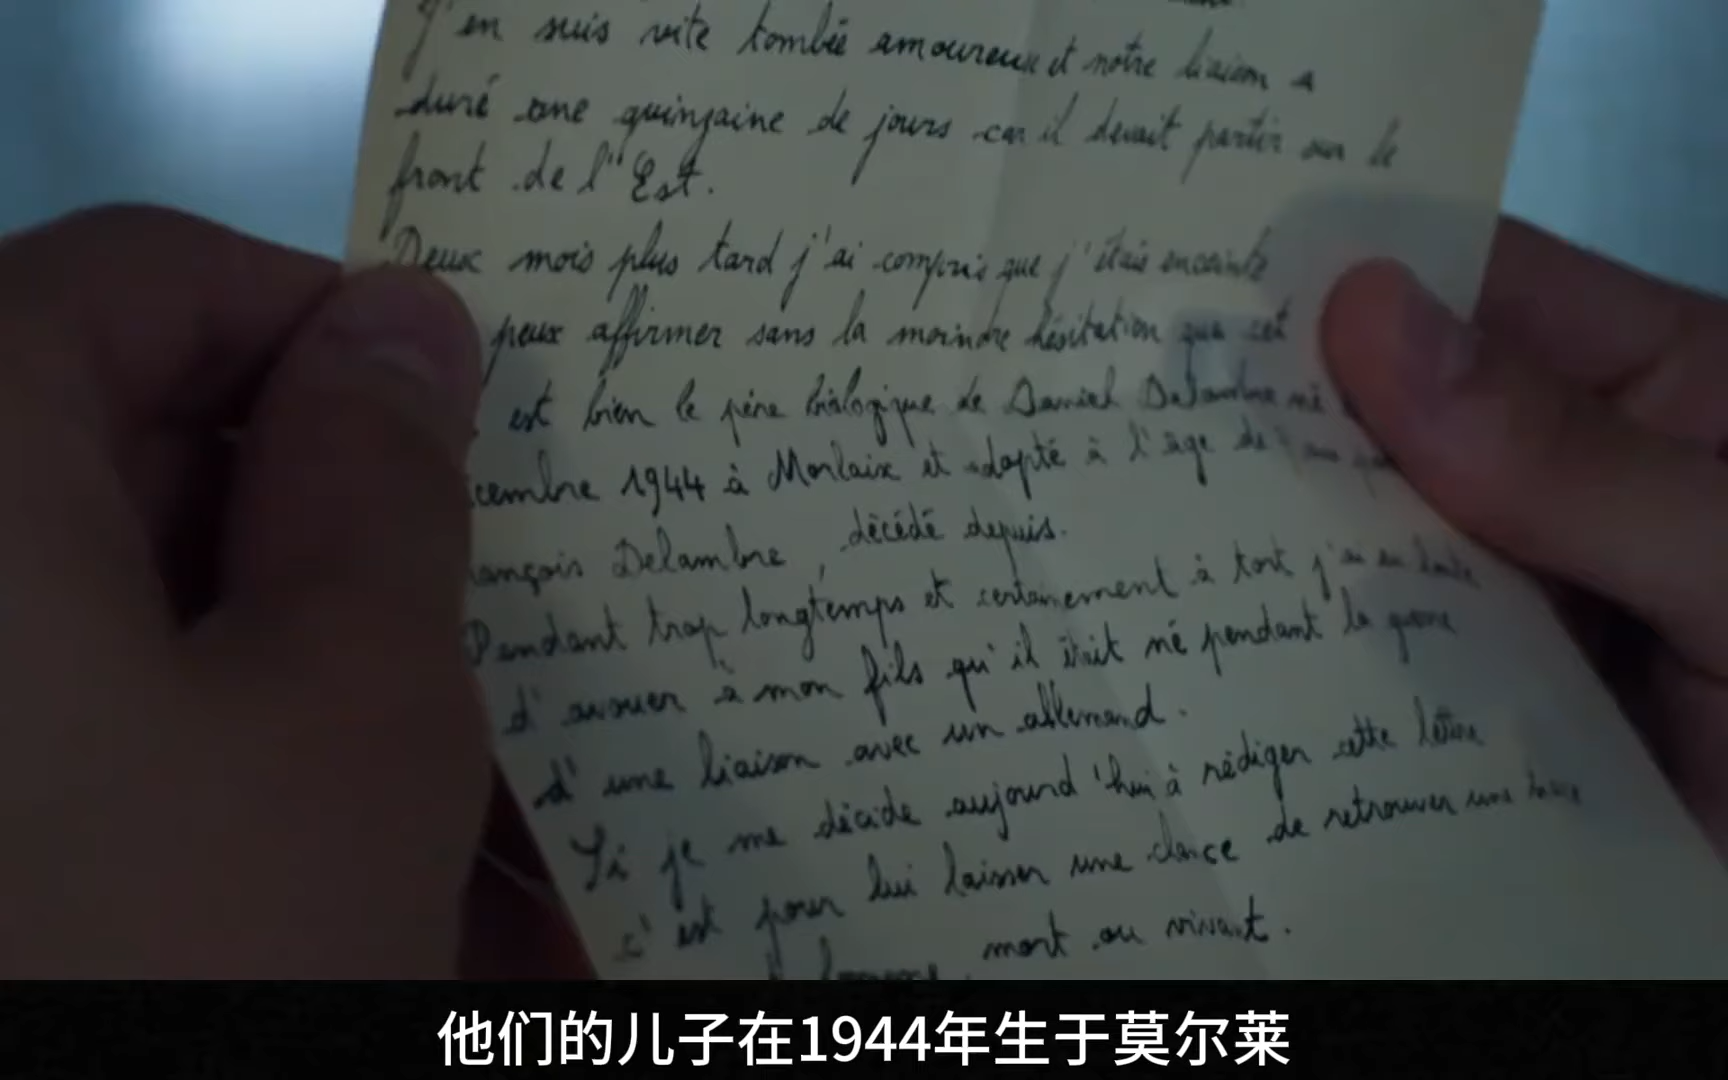 J'en suis vite tombée amoureuse et notre liaison a
duré une quinzaine de jours car il devait partir sur le
front de l'Est.
Deux mois plus tard j'ai compris que j'étais enceinte
peux affirmer sans la moindre hésitation que cet
est bien le père biologique de Daniel Delambre né
cembre 1944 à Morlaix et adopté à l'âge de
ançois Delambre, décédé depuis.
Pendant trop longtemps et certainement à tort j'ai eu honte
d'avouer à mon fils qu'il était né pendant la guerre
d'une liaison avec un allemand.
Si je me décide aujourd'hui à rédiger cette lettre
c'est pour lui laisser une chance de retrouver une trace
mort ou vivant.
他们的儿子在1944年生于莫尔莱